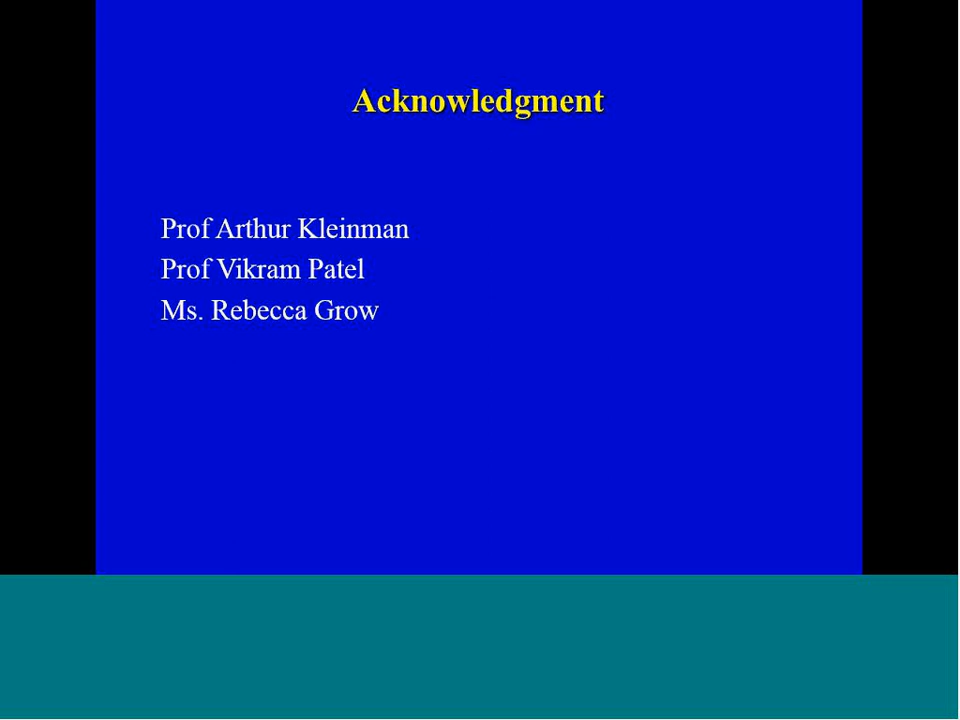 Acknowledgment
Prof Arthur Kleinman
Prof Vikram Patel
Ms. Rebecca Grow